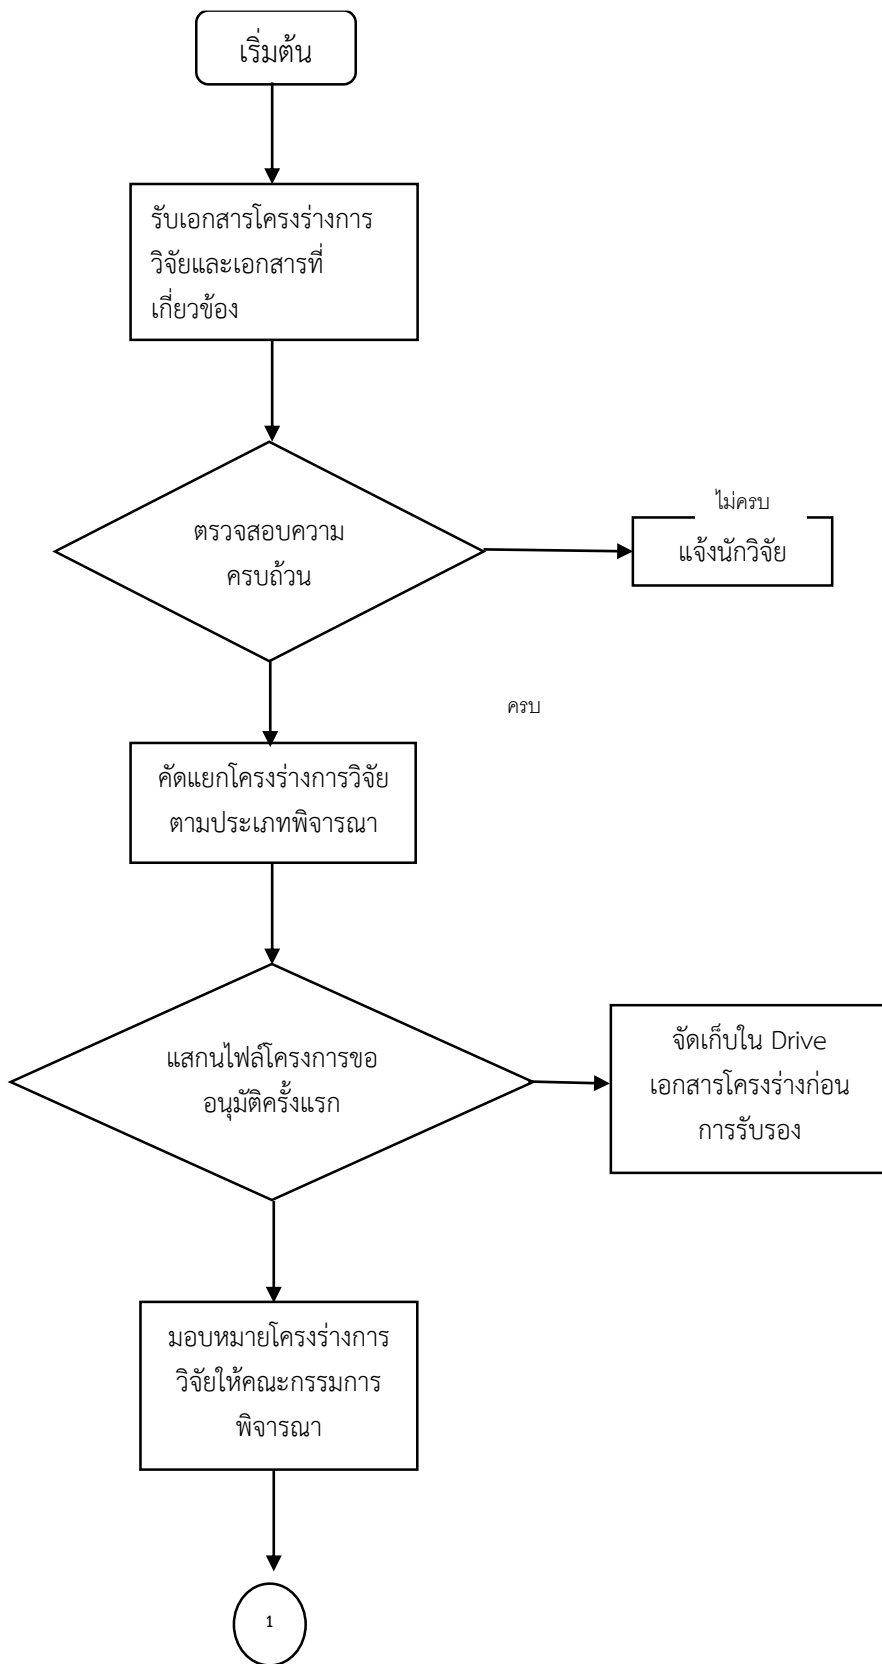 เริ่มต้น
รับเอกสารโครงร่างการ
วิจัยและเอกสารที่
เกี่ยวข้อง
ตรวจสอบความ
ครบถ้วน
ไม่ครบ
แจ้งนักวิจัย
ครบ
คัดแยกโครงร่างการวิจัย
ตามประเภทพิจารณา
แสกนไฟล์โครงการขอ
อนุมัติครั้งแรก
จัดเก็บใน Drive
เอกสารโครงร่างก่อน
การรับรอง
มอบหมายโครงร่างการ
วิจัยให้คณะกรรมการ
พิจารณา
1